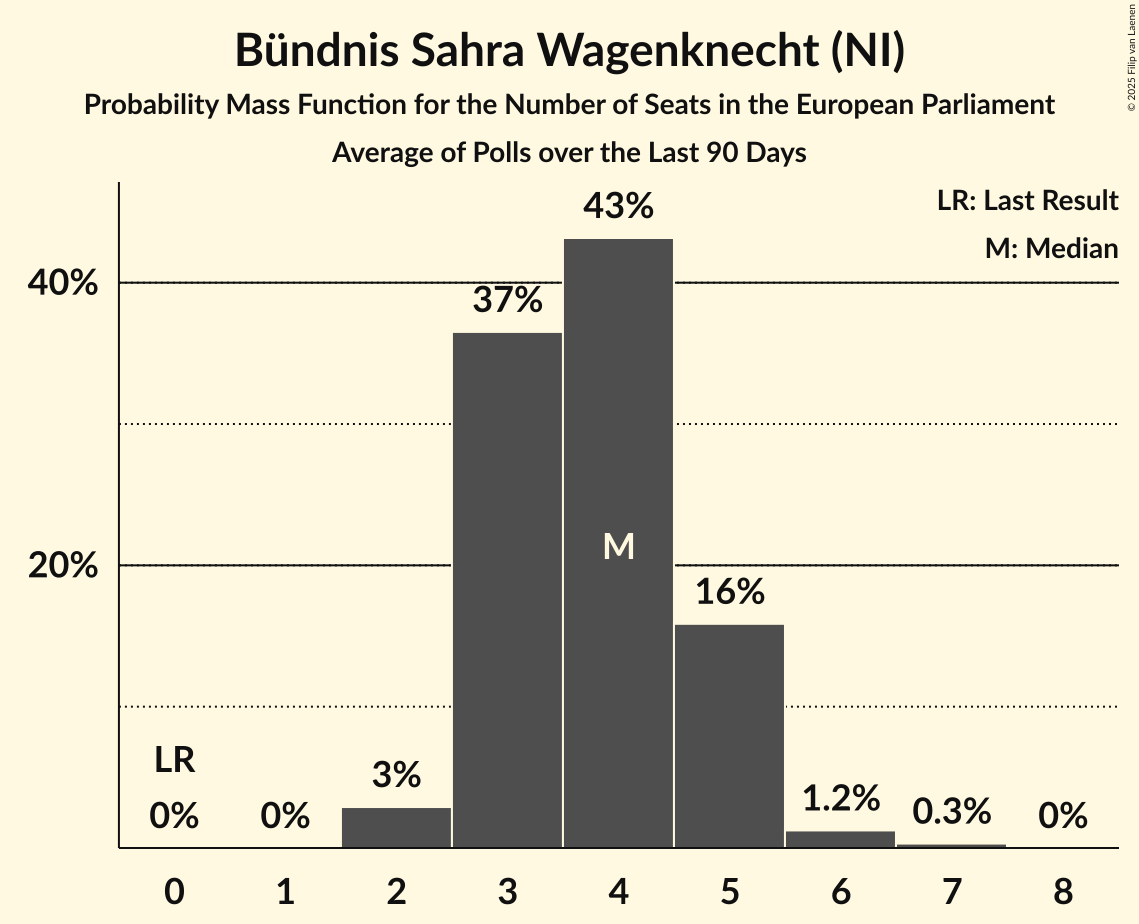 Bündnis Sahra Wagenknecht (NI)
Probability Mass Function for the Number of Seats in the European Parliament
Average of Polls over the Last 90 Days
© 2025 Filip van Laenen
LR: Last Result
M: Median
43%
40%
37%
M
20%
16%
LR
0%
0%
3%
1.2%
0.3%
0%
0 1 2 3 4 5 6 7 8